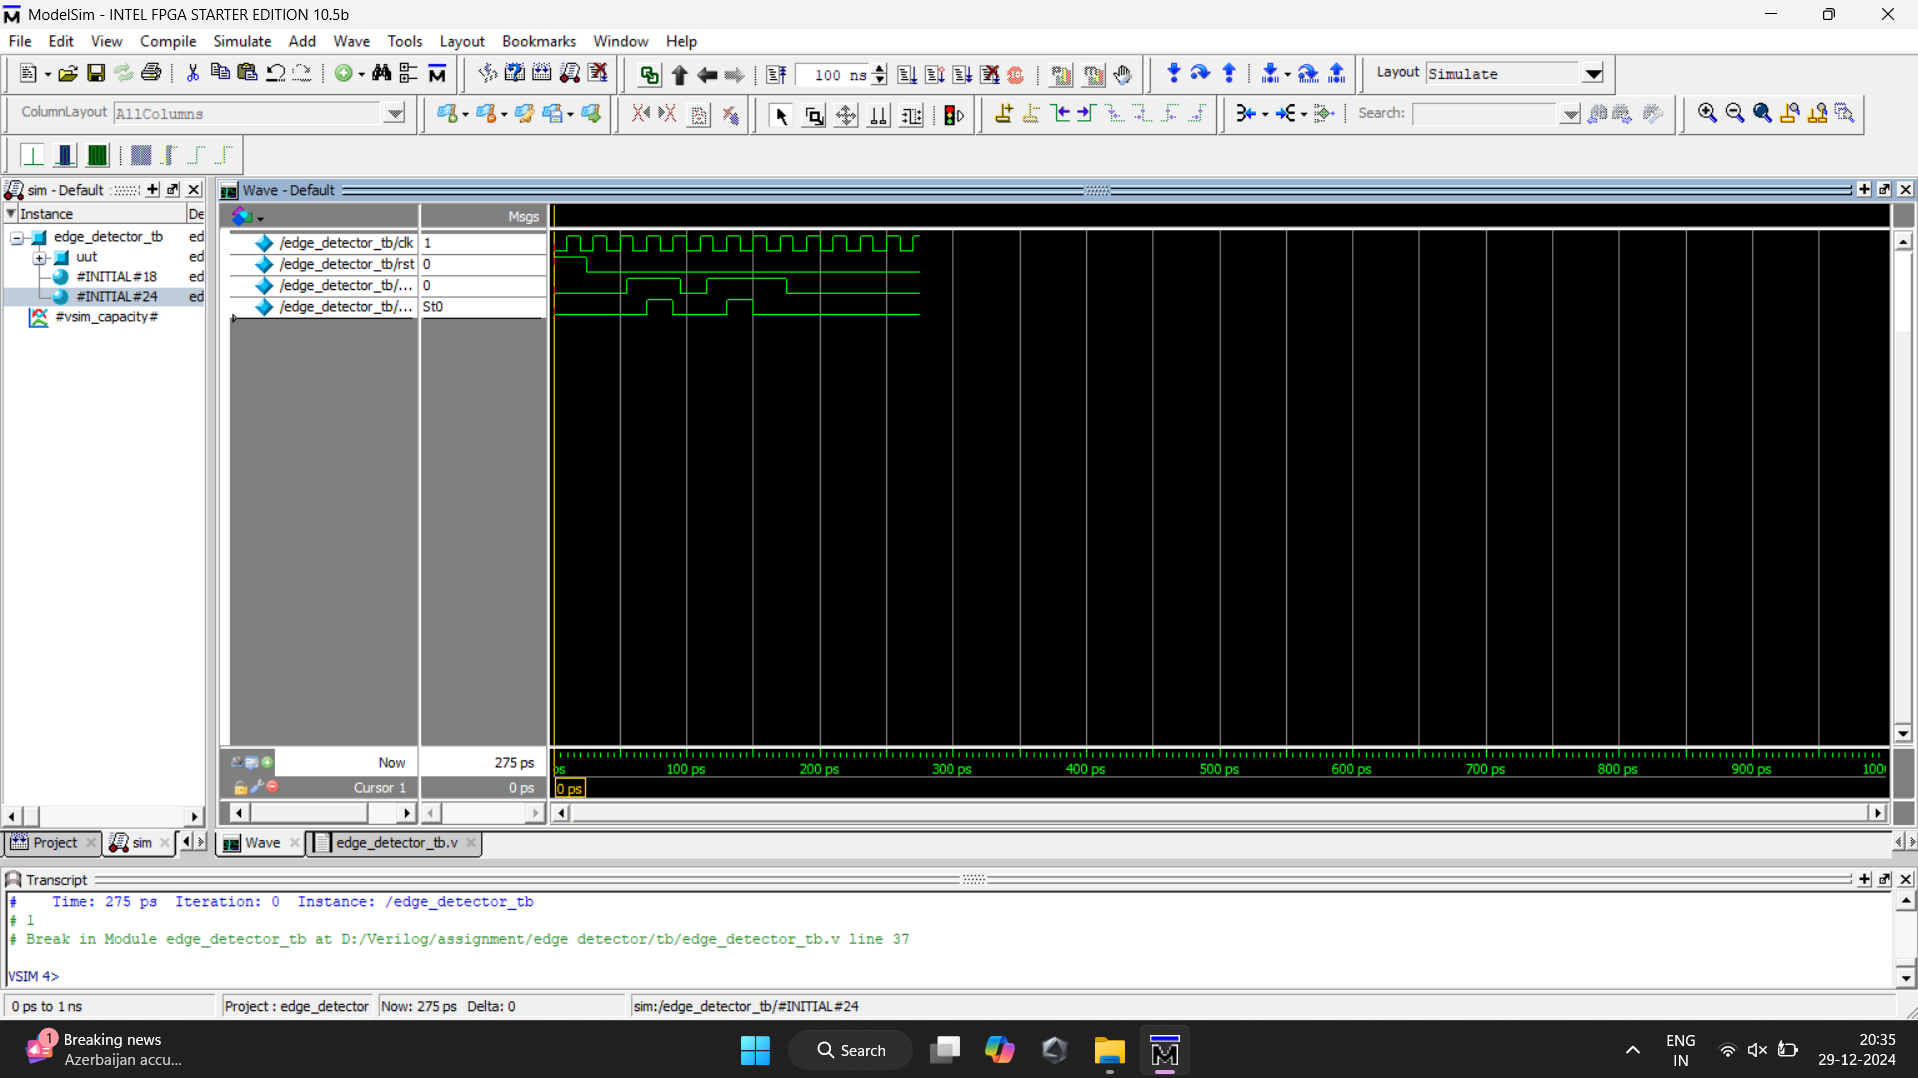 ModelSim - INTEL FPGA STARTER EDITION 10.5b
File Edit View Compile Simulate Add Wave Tools Layout Bookmarks Window Help
100 ns
Layout Simulate
ColumnLayout AllColumns
Search:
sim - Default
Wave - Default
Instance De
Msgs
edge_detector_tb ed
uut ed
#INITIAL#18 ed
#INITIAL#24 ed
#vsim_capacity#
/edge_detector_tb/clk 1
/edge_detector_tb/rst 0
/edge_detector_tb/... 0
/edge_detector_tb/... St0
Now 275 ps
ps 100 ps 200 ps 300 ps 400 ps 500 ps 600 ps 700 ps 800 ps 900 ps 100
Cursor 1 0 ps 0 ps
Project sim Wave edge_detector_tb.v
Transcript
# Time: 275 ps Iteration: 0 Instance: /edge_detector_tb
# 1
# Break in Module edge_detector_tb at D:/Verilog/assignment/edge detector/tb/edge_detector_tb.v line 37
VSIM 4>
0 ps to 1 ns Project : edge_detector Now: 275 ps Delta: 0 sim:/edge_detector_tb/#INITIAL#24
1
Breaking news
Azerbaijan accu...
Search
ENG
IN
20:35
29-12-2024